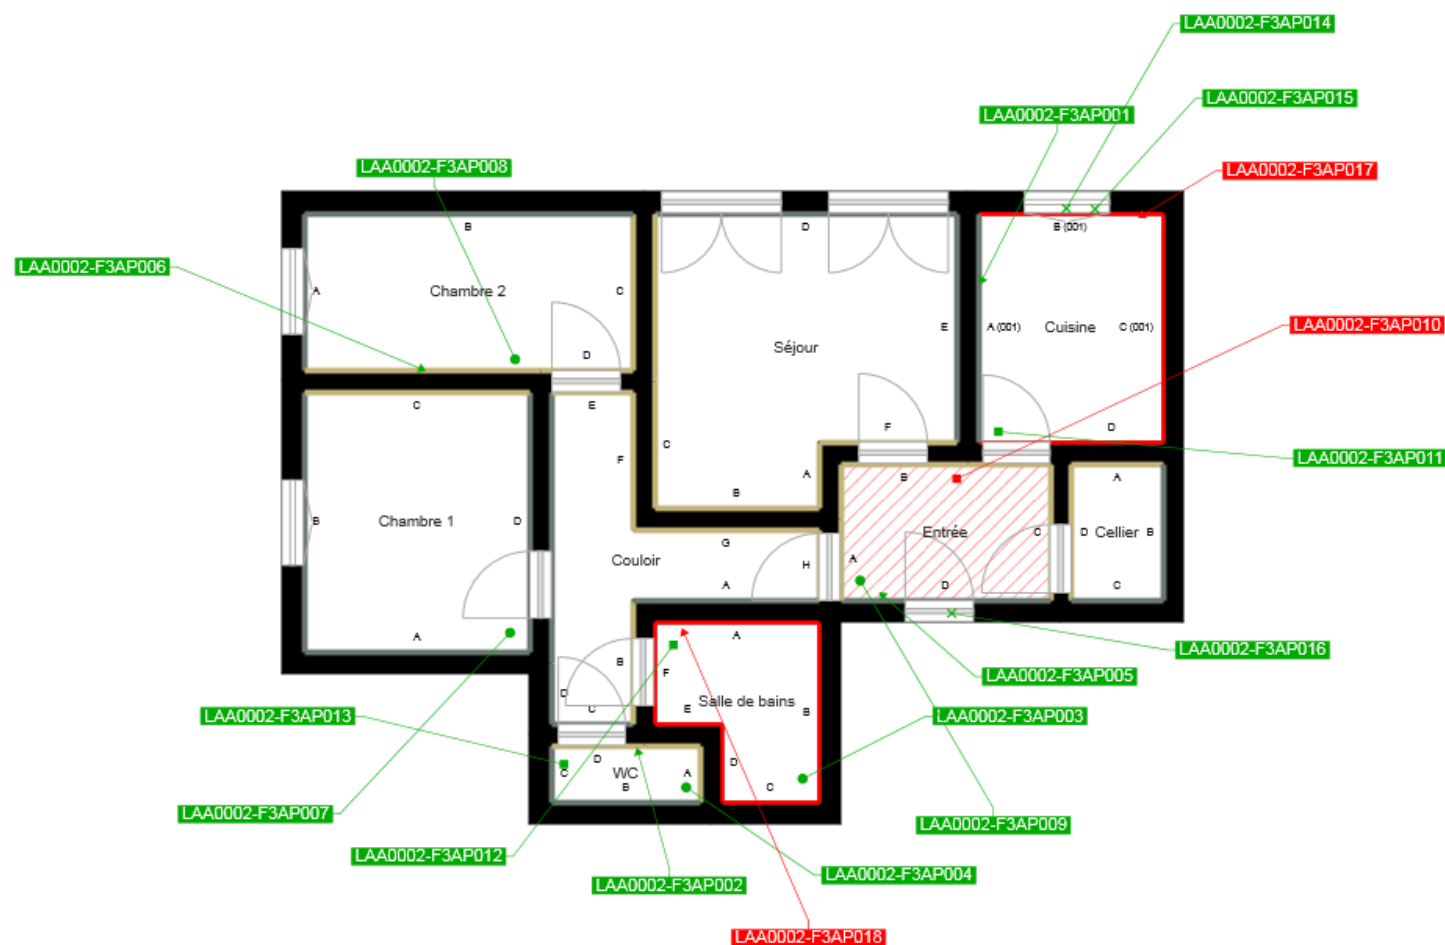 LAA0002-F3AP014
LAA0002-F3AP015
LAA0002-F3AP001
LAA0002-F3AP008
LAA0002-F3AP017
B
D
B (001)
LAA0002-F3AP006
A
Chambre 2
C
E
A (001)
Cuisine
C (001)
LAA0002-F3AP010
Séjour
D
C
E
F
D
C
F
LAA0002-F3AP011
A
B
B
A
B
Chambre 1
D
Entrée
C
D
Cellier
B
G
Couloir
H
A
A
D
C
A
A
B
LAA0002-F3AP016
F
LAA0002-F3AP005
D
C
E
Salle de bains
B
LAA0002-F3AP013
LAA0002-F3AP003
D
D
C
WC
A
B
C
LAA0002-F3AP007
LAA0002-F3AP009
LAA0002-F3AP012
LAA0002-F3AP002
LAA0002-F3AP004
LAA0002-F3AP018